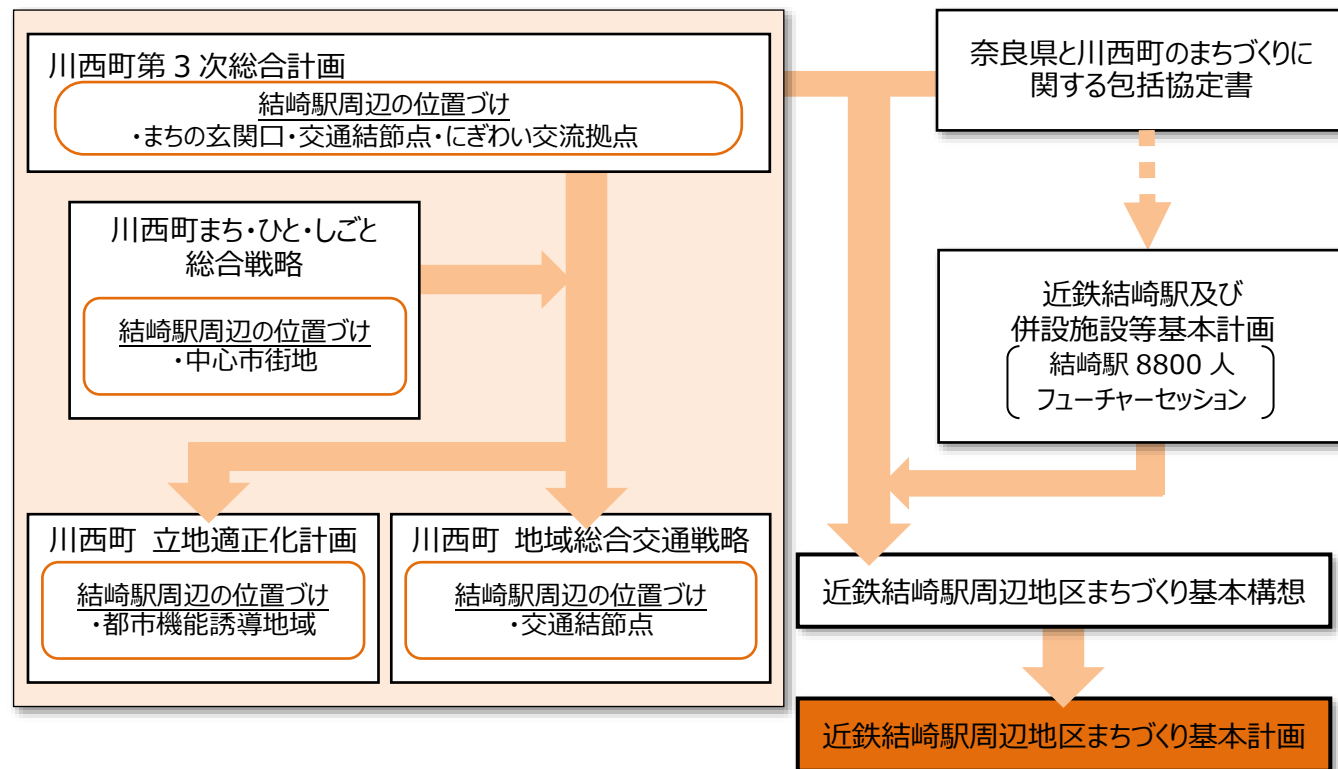 川西町第 3 次総合計画
結崎駅周辺の位置づけ
・まちの玄関口・交通結節点・にぎわい交流拠点
川西町まち・ひと・しごと
総合戦略
結崎駅周辺の位置づけ
・中心市街地
川西町 立地適正化計画
結崎駅周辺の位置づけ
・都市機能誘導地域
川西町 地域総合交通戦略
結崎駅周辺の位置づけ
・交通結節点
奈良県と川西町のまちづくりに
関する包括協定書
近鉄結崎駅及び
併設施設等基本計画
結崎駅 8800 人
フューチャーセッション
近鉄結崎駅周辺地区まちづくり基本構想
近鉄結崎駅周辺地区まちづくり基本計画